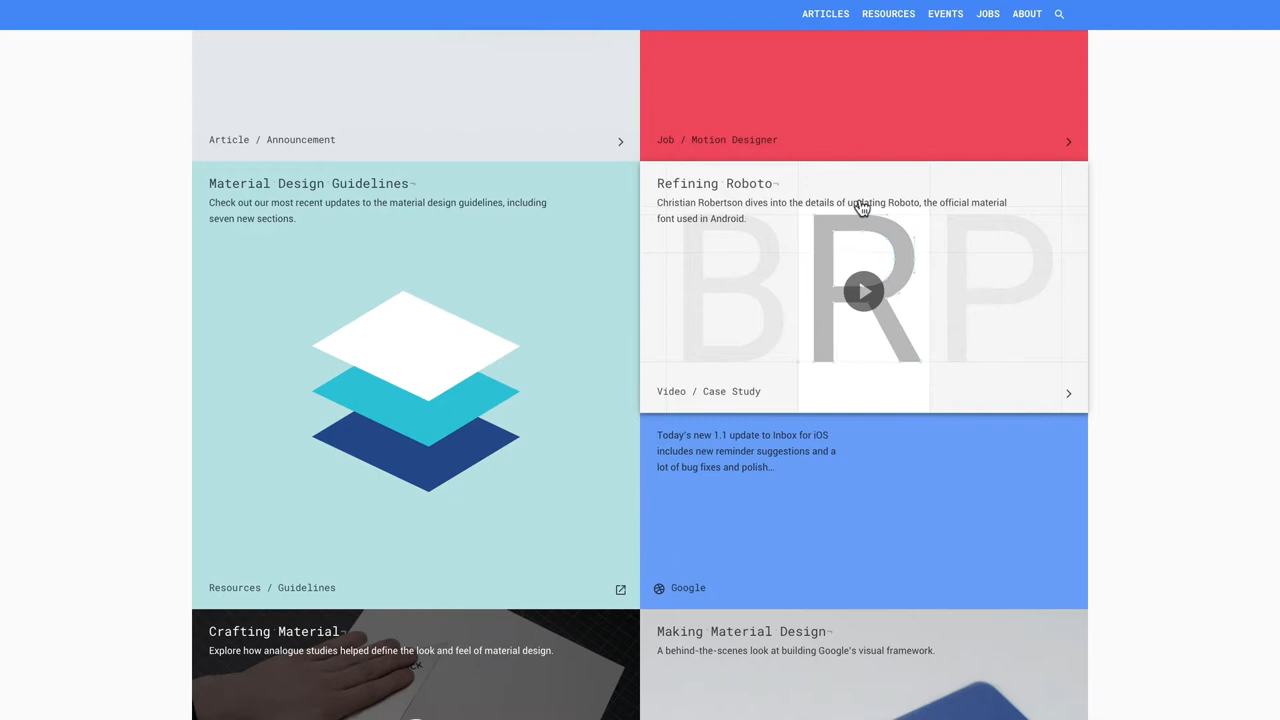 ARTICLES RESOURCES EVENTS JOBS ABOUT
Article / Announcement
Job / Motion Designer
Material Design Guidelines¬
Check out our most recent updates to the material design guidelines, including
seven new sections.
Resources / Guidelines
Refining Roboto¬
Christian Robertson dives into the details of updating Roboto, the official material
font used in Android.
B R P
Video / Case Study
Today's new 1.1 update to Inbox for iOS
includes new reminder suggestions and a
lot of bug fixes and polish…
Google
Crafting Material¬
Explore how analogue studies helped define the look and feel of material design.
Making Material Design¬
A behind-the-scenes look at building Google's visual framework.